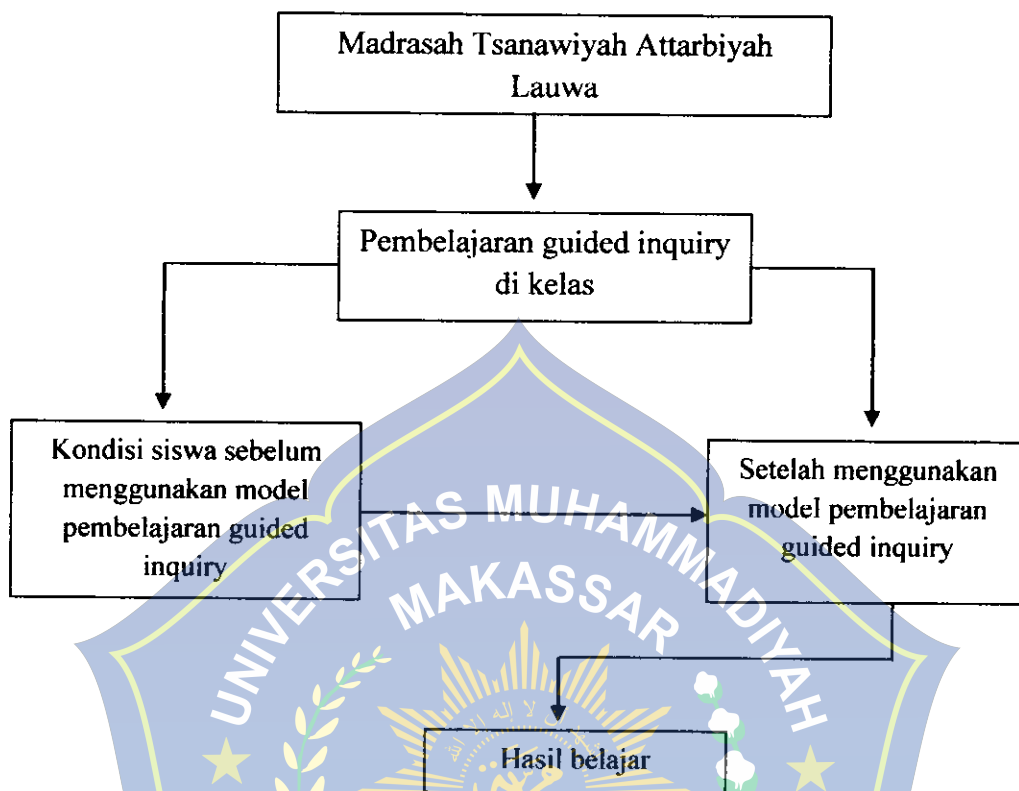 Madrasah Tsanawiyah Attarbiyah
Lauwa
Pembelajaran guided inquiry
di kelas
Kondisi siswa sebelum
menggunakan model
pembelajaran guided
inquiry
Setelah menggunakan
model pembelajaran
guided inquiry
UNIVERSITAS MUHAMMADIYAH
MAKASSAR
Hasil belajar